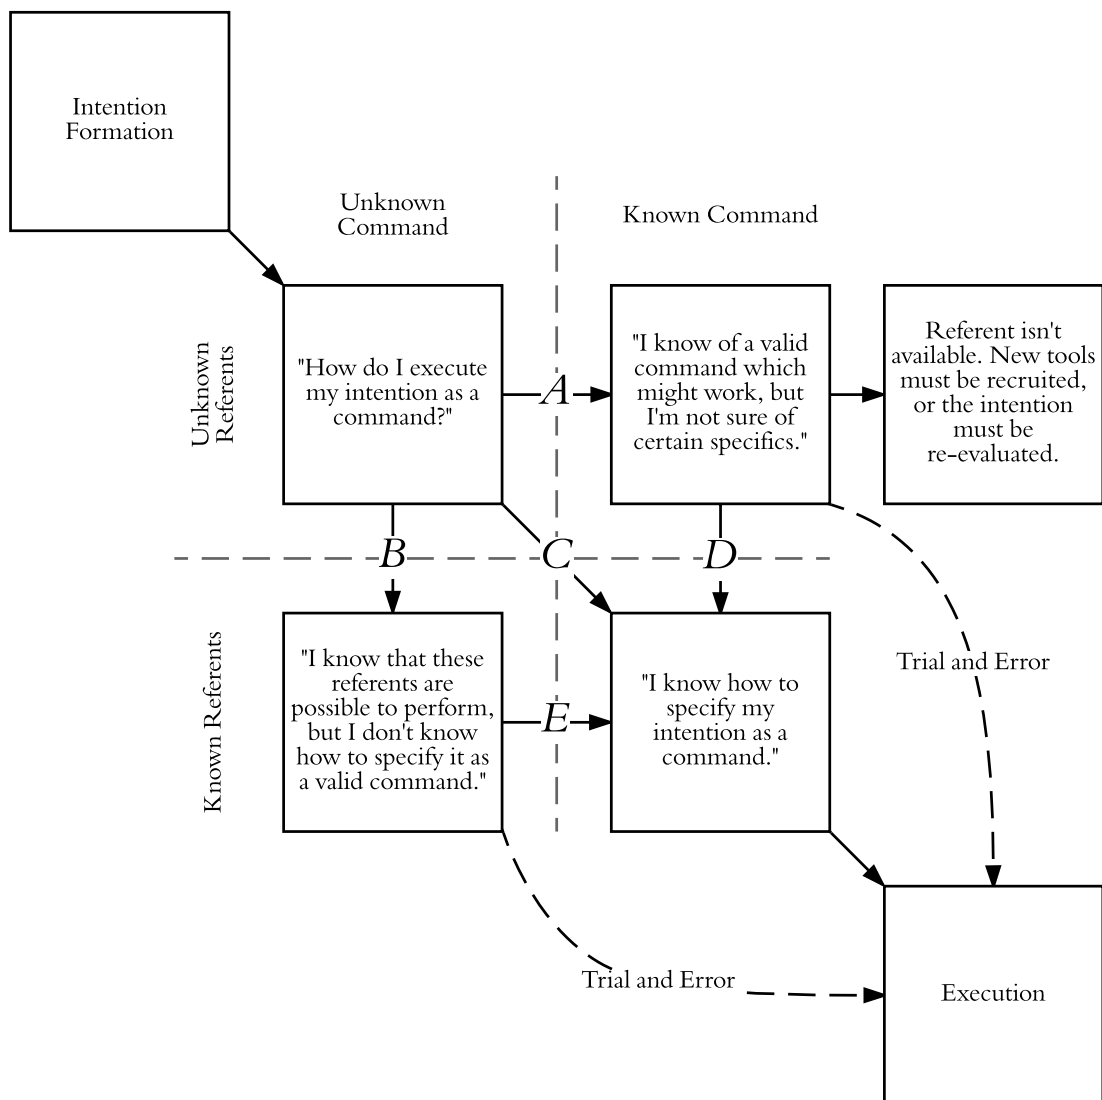 Intention
Formation
Unknown
Command
Known Command
Unknown
Referents
"How do I execute
my intention as a
command?"
A
"I know of a valid
command which
might work, but
I'm not sure of
certain specifics."
Referent isn't
available. New tools
must be recruited,
or the intention
must be
re-evaluated.
B
C
D
Known Referents
"I know that these
referents are
possible to perform,
but I don't know
how to specify it as
a valid command."
E
"I know how to
specify my
intention as a
command."
Trial and Error
Trial and Error
Execution